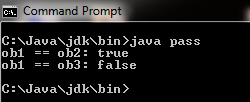 Command Prompt
C:\Java\jdk\bin>java pass
ob1 == ob2: true
ob1 == ob3: false
C:\Java\jdk\bin>